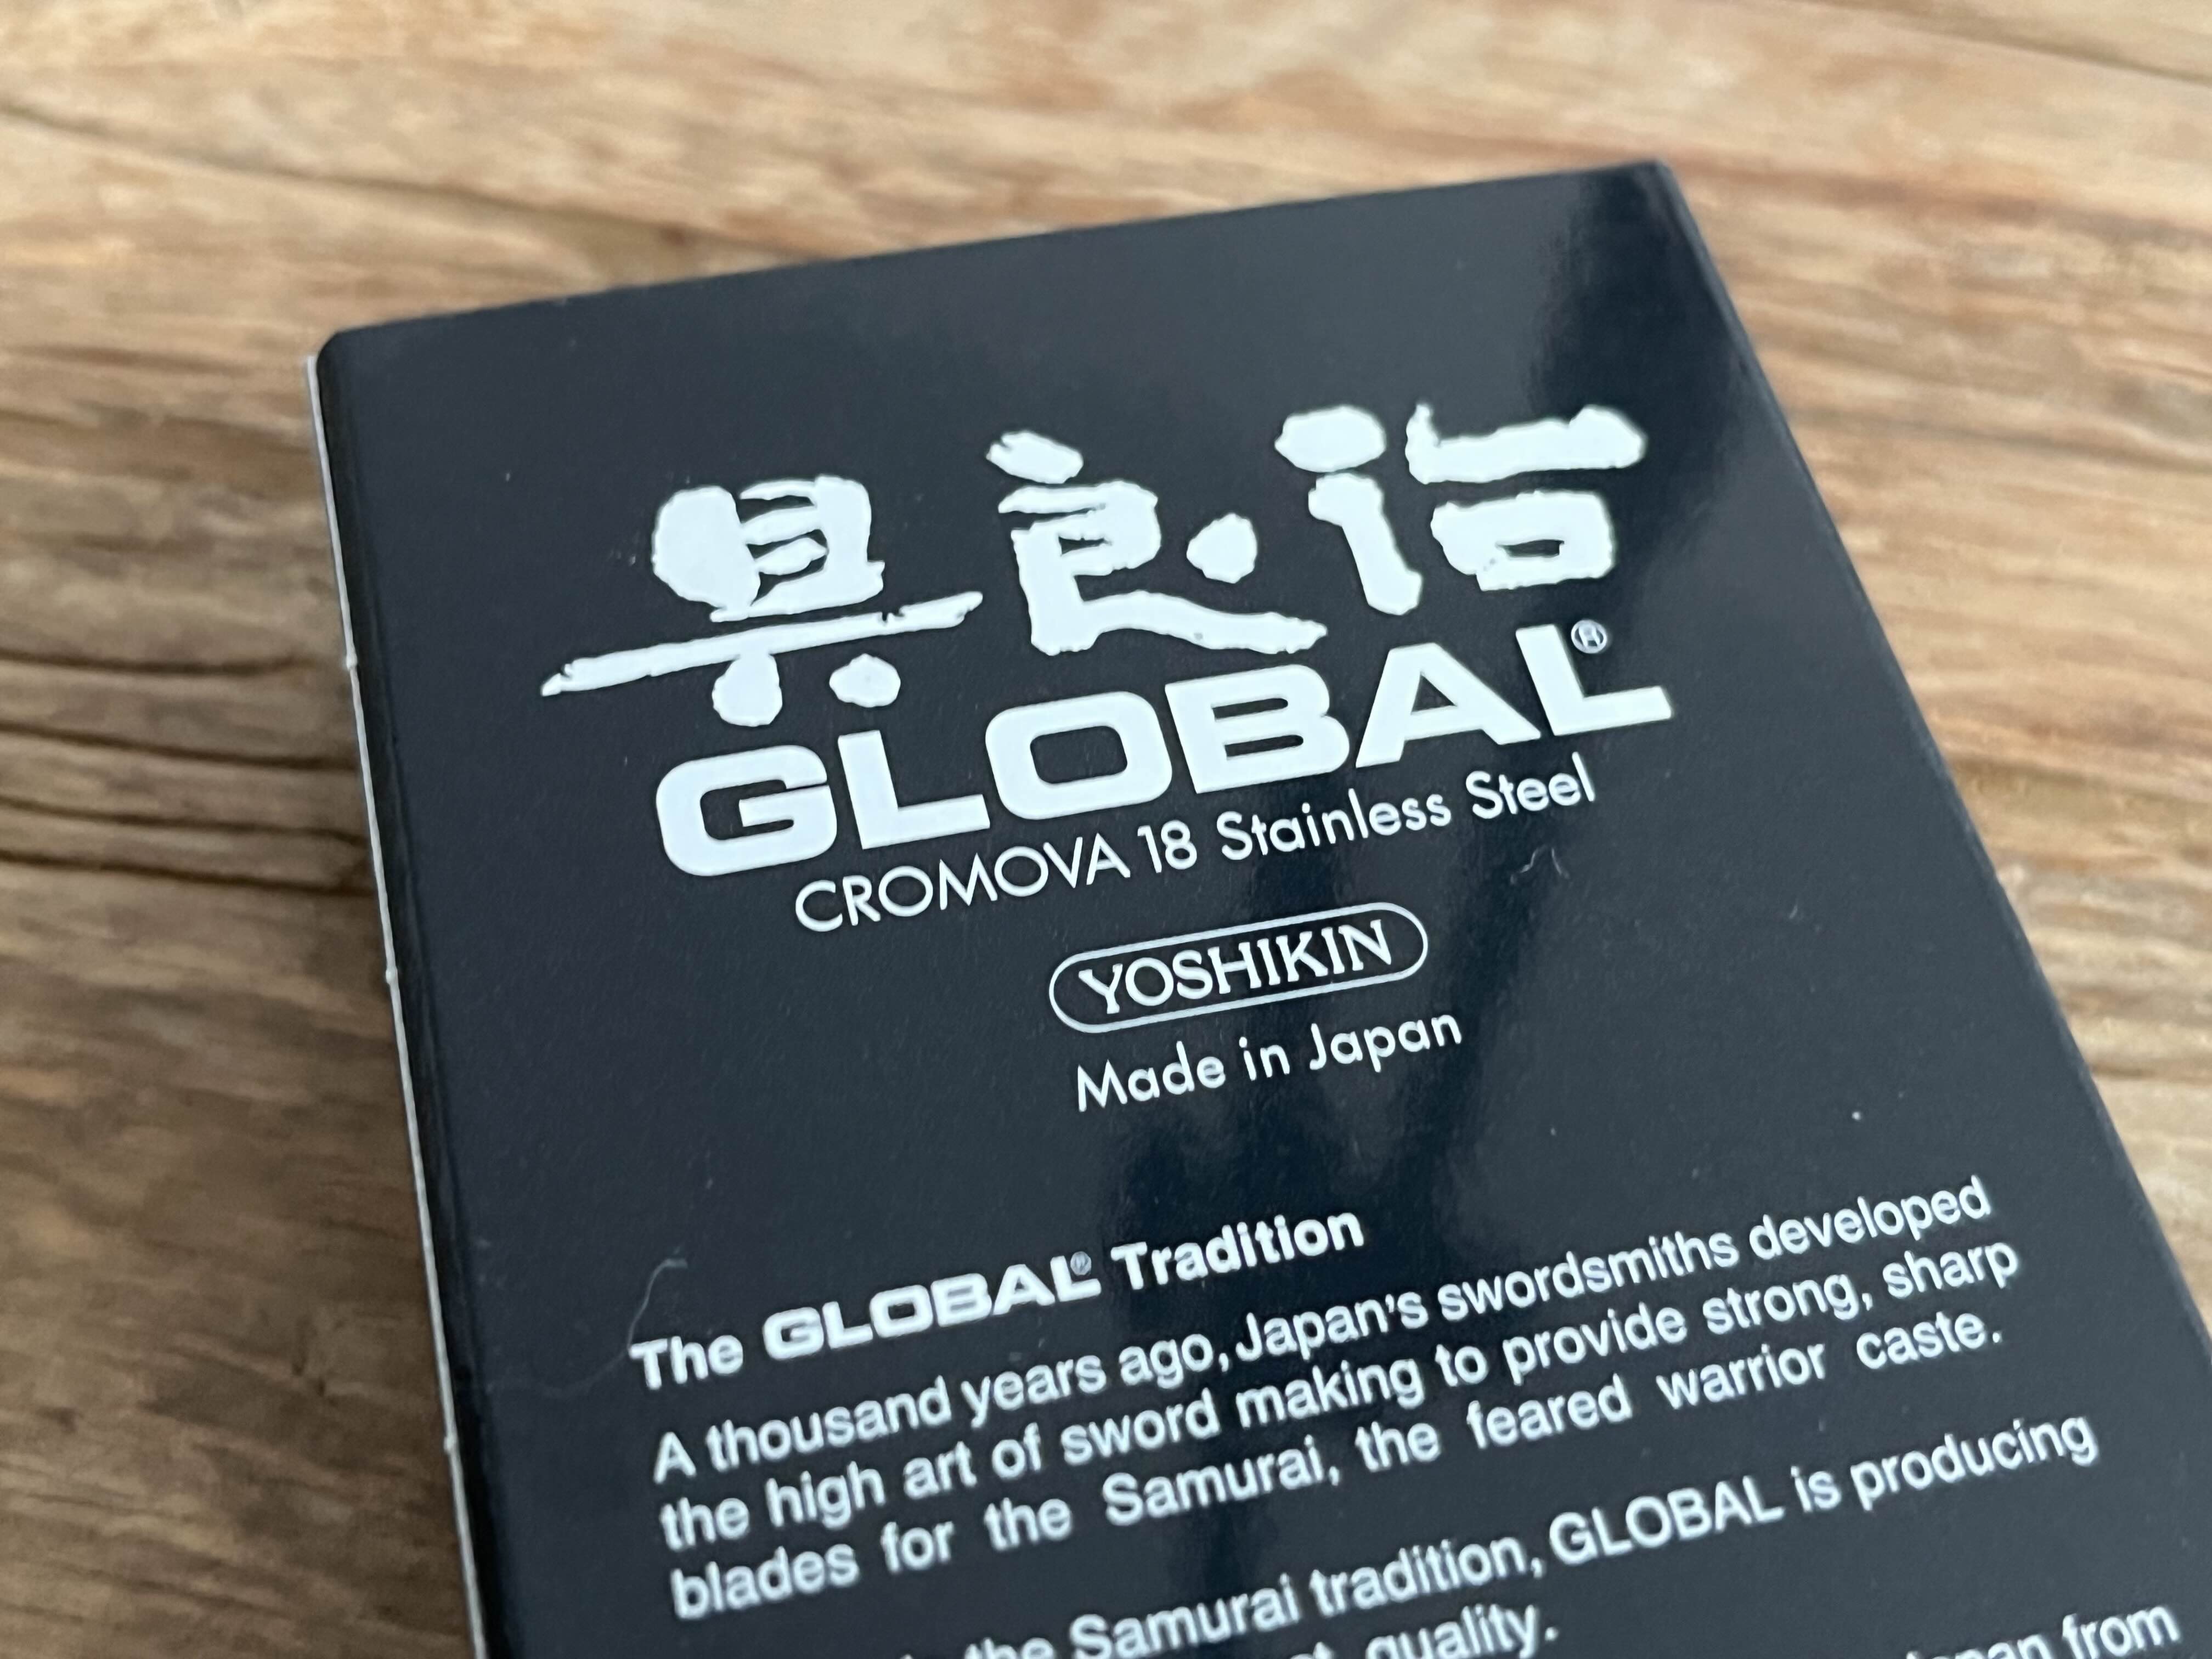 具良治
GLOBAL®
CROMOVA 18 Stainless Steel
YOSHIKIN
Made in Japan
The GLOBAL® Tradition
A thousand years ago, Japan's swordsmiths developed
the high art of sword making to provide strong, sharp
blades for the Samurai, the feared warrior caste.
the Samurai tradition, GLOBAL is producing
quality.
from